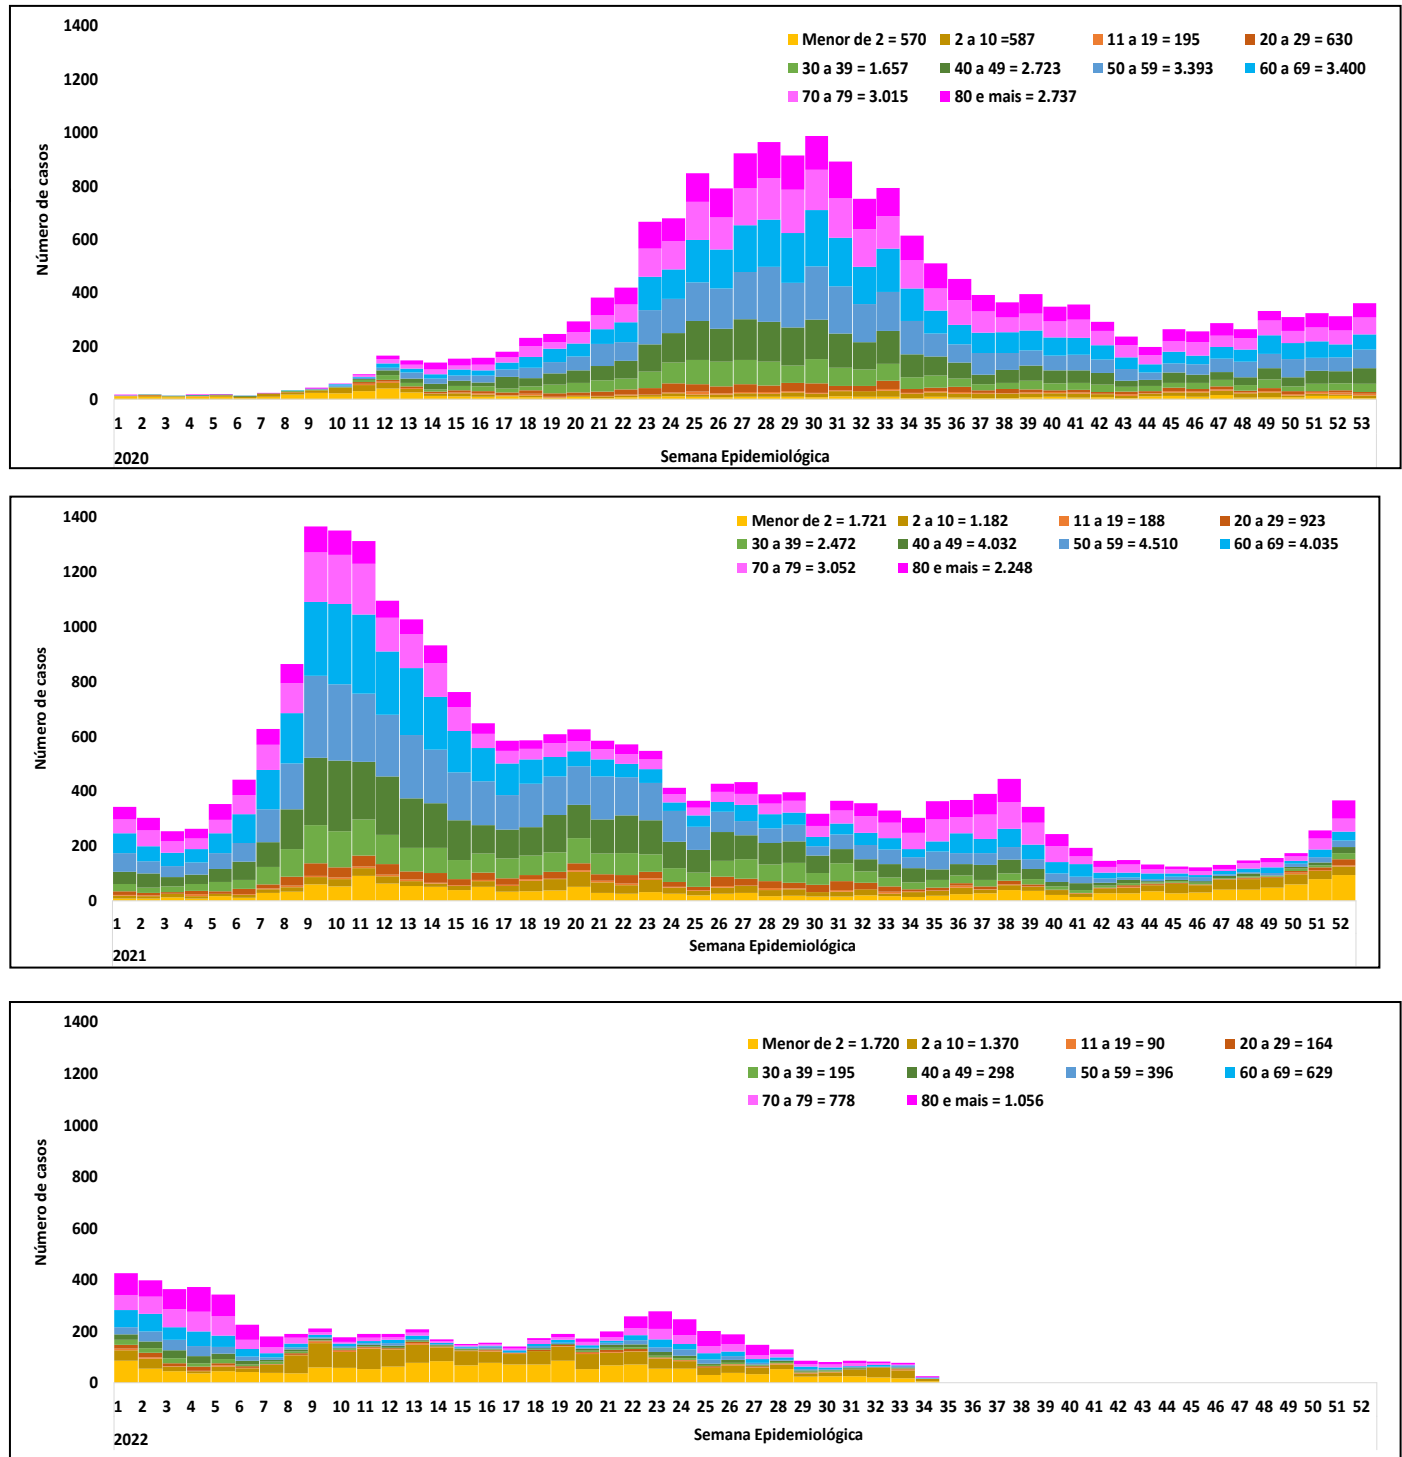 1400
Menor de 2 = 570 2 a 10 =587 11 a 19 = 195 20 a 29 = 630
1200
30 a 39 = 1.657 40 a 49 = 2.723 50 a 59 = 3.393 60 a 69 = 3.400
70 a 79 = 3.015 80 e mais = 2.737
1000
800
600
400
200
0
Número de casos
1 2 3 4 5 6 7 8 9 10 11 12 13 14 15 16 17 18 19 20 21 22 23 24 25 26 27 28 29 30 31 32 33 34 35 36 37 38 39 40 41 42 43 44 45 46 47 48 49 50 51 52 53
2020
Semana Epidemiológica
1400
Menor de 2 = 1.721 2 a 10 = 1.182 11 a 19 = 188 20 a 29 = 923
30 a 39 = 2.472 40 a 49 = 4.032 50 a 59 = 4.510 60 a 69 = 4.035
1200
70 a 79 = 3.052 80 e mais = 2.248
1000
800
600
400
200
0
Número de casos
1 2 3 4 5 6 7 8 9 10 11 12 13 14 15 16 17 18 19 20 21 22 23 24 25 26 27 28 29 30 31 32 33 34 35 36 37 38 39 40 41 42 43 44 45 46 47 48 49 50 51 52
Semana Epidemiológica
2021
1400
Menor de 2 = 1.720 2 a 10 = 1.370 11 a 19 = 90 20 a 29 = 164
1200
30 a 39 = 195 40 a 49 = 298 50 a 59 = 396 60 a 69 = 629
70 a 79 = 778 80 e mais = 1.056
1000
800
600
400
200
0
Número de casos
1 2 3 4 5 6 7 8 9 10 11 12 13 14 15 16 17 18 19 20 21 22 23 24 25 26 27 28 29 30 31 32 33 34 35 36 37 38 39 40 41 42 43 44 45 46 47 48 49 50 51 52
Semana Epidemiológica
2022